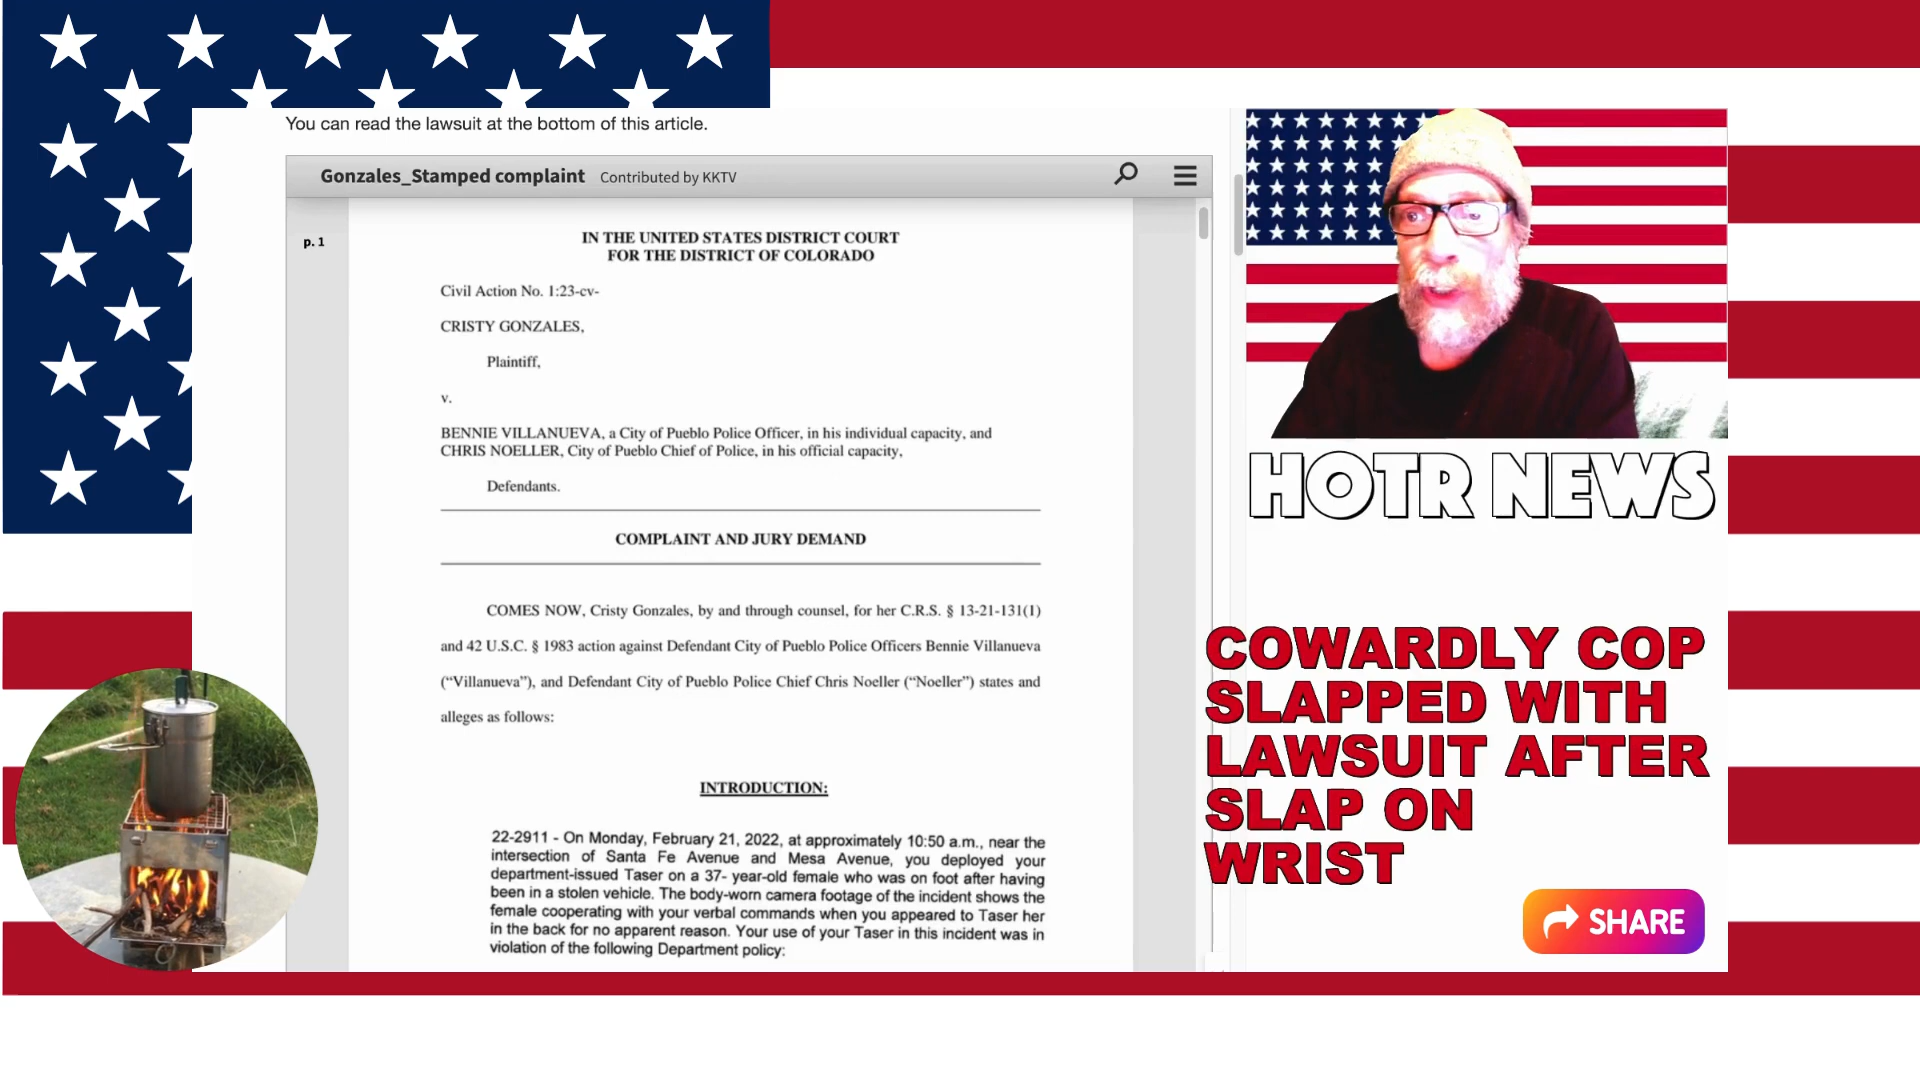 You can read the lawsuit at the bottom of this article.
Gonzales_Stamped complaint Contributed by KKTV
p. 1
IN THE UNITED STATES DISTRICT COURT
FOR THE DISTRICT OF COLORADO
Civil Action No. 1:23-cv-
CRISTY GONZALES,
Plaintiff,
v.
BENNIE VILLANUEVA, a City of Pueblo Police Officer, in his individual capacity, and
CHRIS NOELLER, City of Pueblo Chief of Police, in his official capacity,
Defendants.
COMPLAINT AND JURY DEMAND
COMES NOW, Cristy Gonzales, by and through counsel, for her C.R.S. § 13-21-131(1)
and 42 U.S.C. § 1983 action against Defendant City of Pueblo Police Officers Bennie Villanueva
(“Villanueva”), and Defendant City of Pueblo Police Chief Chris Noeller (“Noeller”) states and
alleges as follows:
INTRODUCTION:
22-2911 - On Monday, February 21, 2022, at approximately 10:50 a.m., near the
intersection of Santa Fe Avenue and Mesa Avenue, you deployed your
department-issued Taser on a 37- year-old female who was on foot after having
been in a stolen vehicle. The body-worn camera footage of the incident shows the
female cooperating with your verbal commands when you appeared to Taser her
in the back for no apparent reason. Your use of your Taser in this incident was in
violation of the following Department policy:
HOTR NEWS
COWARDLY COP
SLAPPED WITH
LAWSUIT AFTER
SLAP ON
WRIST
SHARE